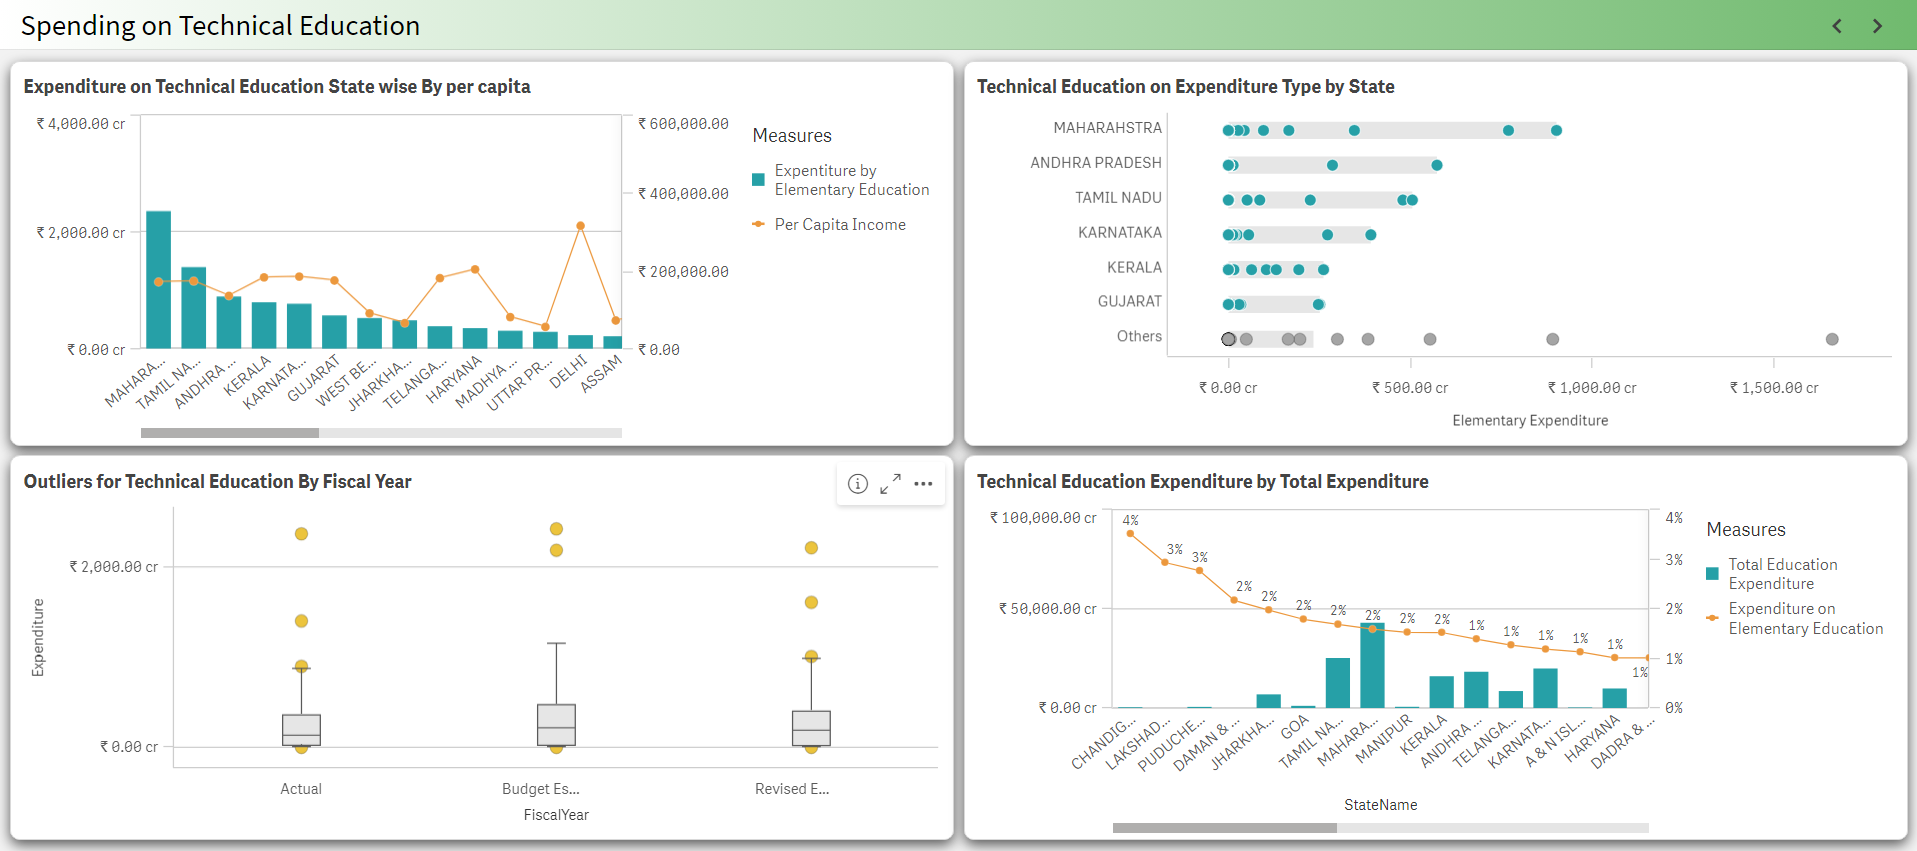 Spending on Technical Education
Expenditure on Technical Education State wise By per capita
₹ 4,000.00 cr
₹ 2,000.00 cr
₹ 0.00 cr
₹ 600,000.00
₹ 400,000.00
₹ 200,000.00
₹ 0.00
MAHARA...
TAMIL NA...
ANDHRA ...
KERALA
KARNATA...
GUJARAT
WEST BE...
JHARKHA...
TELANGA...
HARYANA
MADHYA ...
UTTAR PR...
DELHI
ASSAM
Measures
Expentiture by
Elementary Education
Per Capita Income
Technical Education on Expenditure Type by State
MAHARAHSTRA
ANDHRA PRADESH
TAMIL NADU
KARNATAKA
KERALA
GUJARAT
Others
₹ 0.00 cr
₹ 500.00 cr
₹ 1,000.00 cr
₹ 1,500.00 cr
Elementary Expenditure
Outliers for Technical Education By Fiscal Year
Expenditure
₹ 2,000.00 cr
₹ 0.00 cr
Actual
Budget Es...
Revised E...
FiscalYear
Technical Education Expenditure by Total Expenditure
₹ 100,000.00 cr
₹ 50,000.00 cr
₹ 0.00 cr
4%
3%
3%
2%
2%
2%
2%
2%
2%
2%
1%
1%
1%
1%
1%
1%
4%
3%
2%
1%
0%
CHANDIG...
LAKSHAD...
PUDUCHE...
DAMAN & ...
JHARKHA...
GOA
TAMIL NA...
MAHARA...
MANIPUR
KERALA
ANDHRA ...
TELANGA...
KARNATA...
A & N ISL...
HARYANA
DADRA & ...
StateName
Measures
Total Education
Expenditure
Expenditure on
Elementary Education